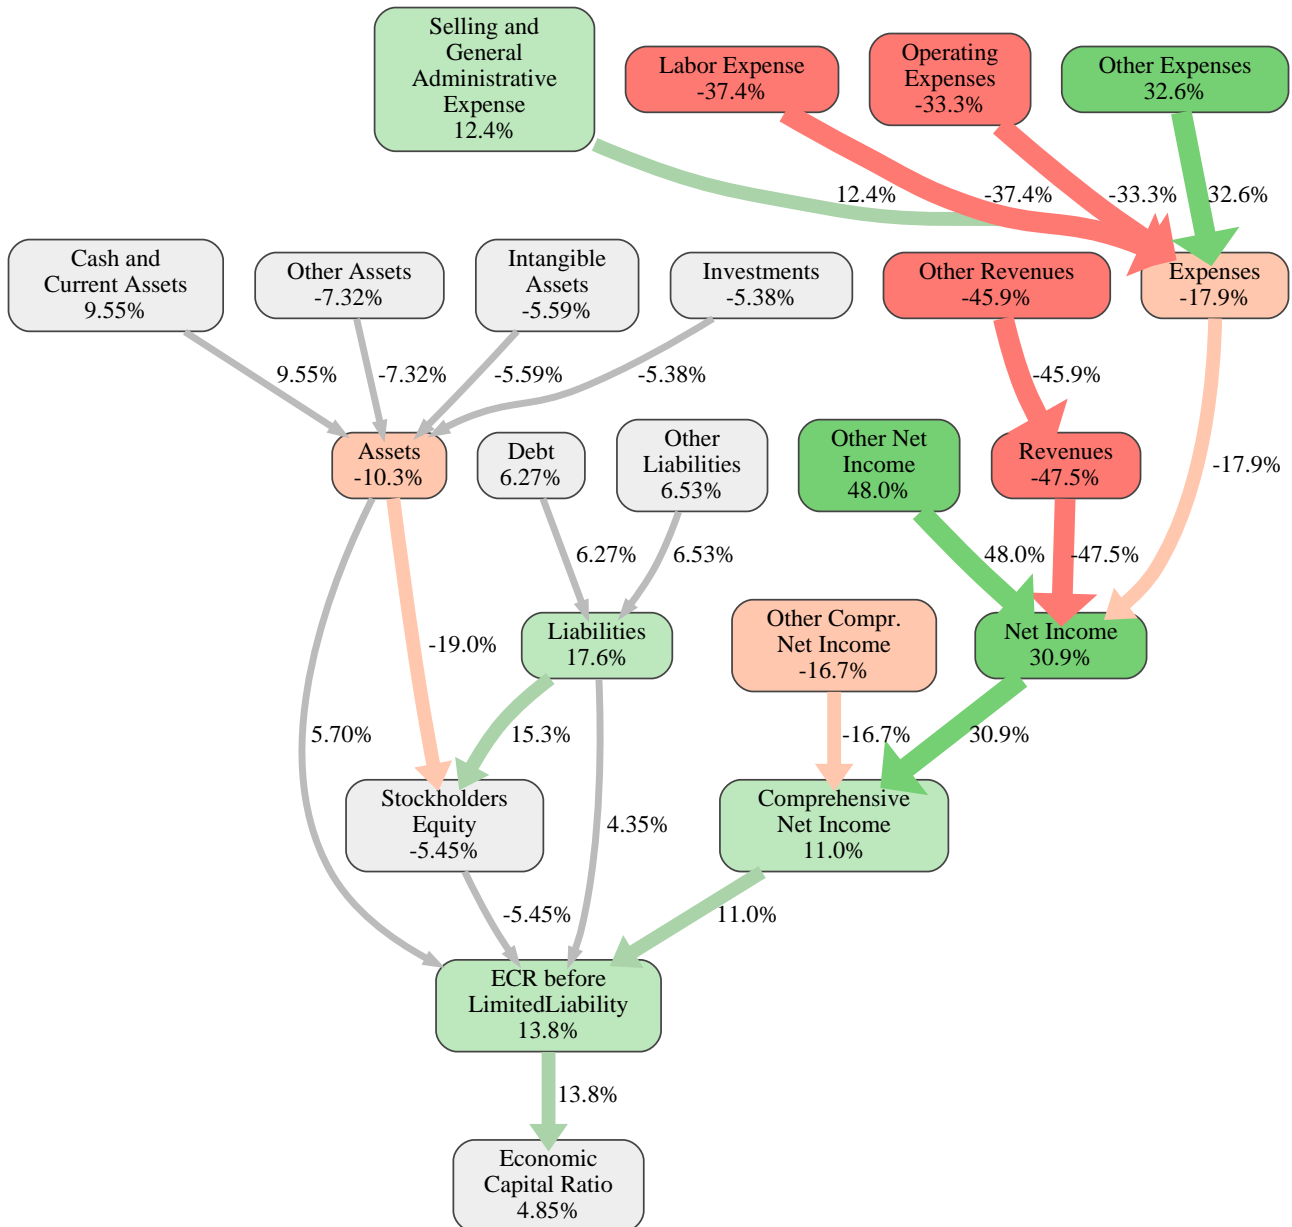 Selling and
General
Administrative
Expense
12.4%
Labor Expense
-37.4%
Operating
Expenses
-33.3%
Other Expenses
32.6%
12.4%
-37.4%
-33.3%
32.6%
Cash and
Current Assets
9.55%
Other Assets
-7.32%
Intangible
Assets
-5.59%
Investments
-5.38%
Other Revenues
-45.9%
Expenses
-17.9%
9.55%
-7.32%
-5.59%
-5.38%
-45.9%
-17.9%
Assets
-10.3%
Debt
6.27%
Other
Liabilities
6.53%
Other Net
Income
48.0%
Revenues
-47.5%
6.27%
6.53%
48.0%
-47.5%
Liabilities
17.6%
Other Compr.
Net Income
-16.7%
Net Income
30.9%
-19.0%
5.70%
15.3%
-16.7%
30.9%
Stockholders
Equity
-5.45%
4.35%
Comprehensive
Net Income
11.0%
-5.45%
11.0%
ECR before
LimitedLiability
13.8%
13.8%
Economic
Capital Ratio
4.85%